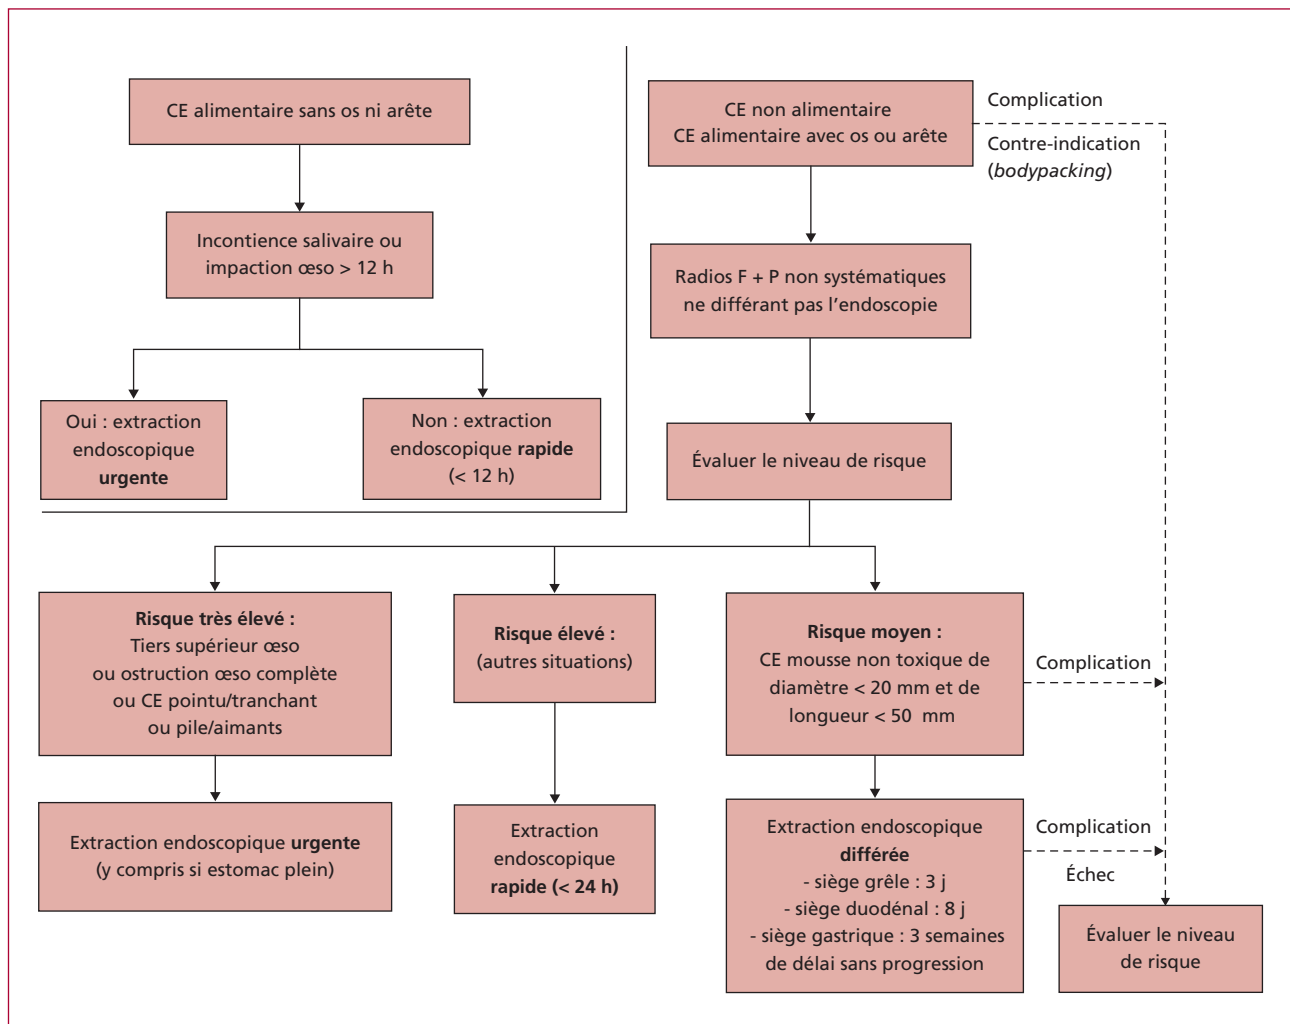 CE alimentaire sans os ni arête
Incontience salivaire ou
impaction œso > 12 h
Oui : extraction
endoscopique
urgente
Non : extraction
endoscopique rapide
(< 12 h)
CE non alimentaire
CE alimentaire avec os ou arête
Complication
Contre-indication
(bodypacking)
Radios F + P non systématiques
ne différant pas l’endoscopie
Évaluer le niveau de risque
Risque très élevé :
Tiers supérieur œso
ou ostruction œso complète
ou CE pointu/tranchant
ou pile/aimants
Extraction endoscopique urgente
(y compris si estomac plein)
Risque élevé :
(autres situations)
Extraction
endoscopique
rapide (< 24 h)
Risque moyen :
CE mousse non toxique de
diamètre < 20 mm et de
longueur < 50 mm
Complication
Extraction endoscopique
différée
- siège grêle : 3 j
- siège duodénal : 8 j
- siège gastrique : 3 semaines
de délai sans progression
Complication
Échec
Évaluer le niveau
de risque